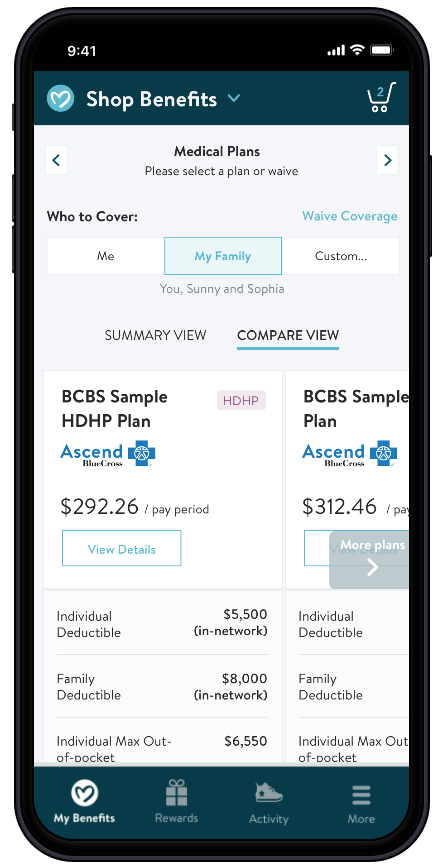 9:41
Shop Benefits
2
Medical Plans
Please select a plan or waive
Who to Cover:
Waive Coverage
Me
My Family
Custom...
You, Sunny and Sophia
SUMMARY VIEW
COMPARE VIEW
BCBS Sample
HDHP Plan
HDHP
Ascend
BlueCross
$292.26 / pay period
View Details
Individual
Deductible
$5,500
(in-network)
Family
Deductible
$8,000
(in-network)
Individual Max Out-
of-pocket
$6,550
BCBS Sample
Plan
Ascend
BlueCross
$312.46 / pay
View Details
More plans
Individual
Deductible
Family
Deductible
Individual Max Out
of-pocket
My Benefits
Rewards
Activity
More